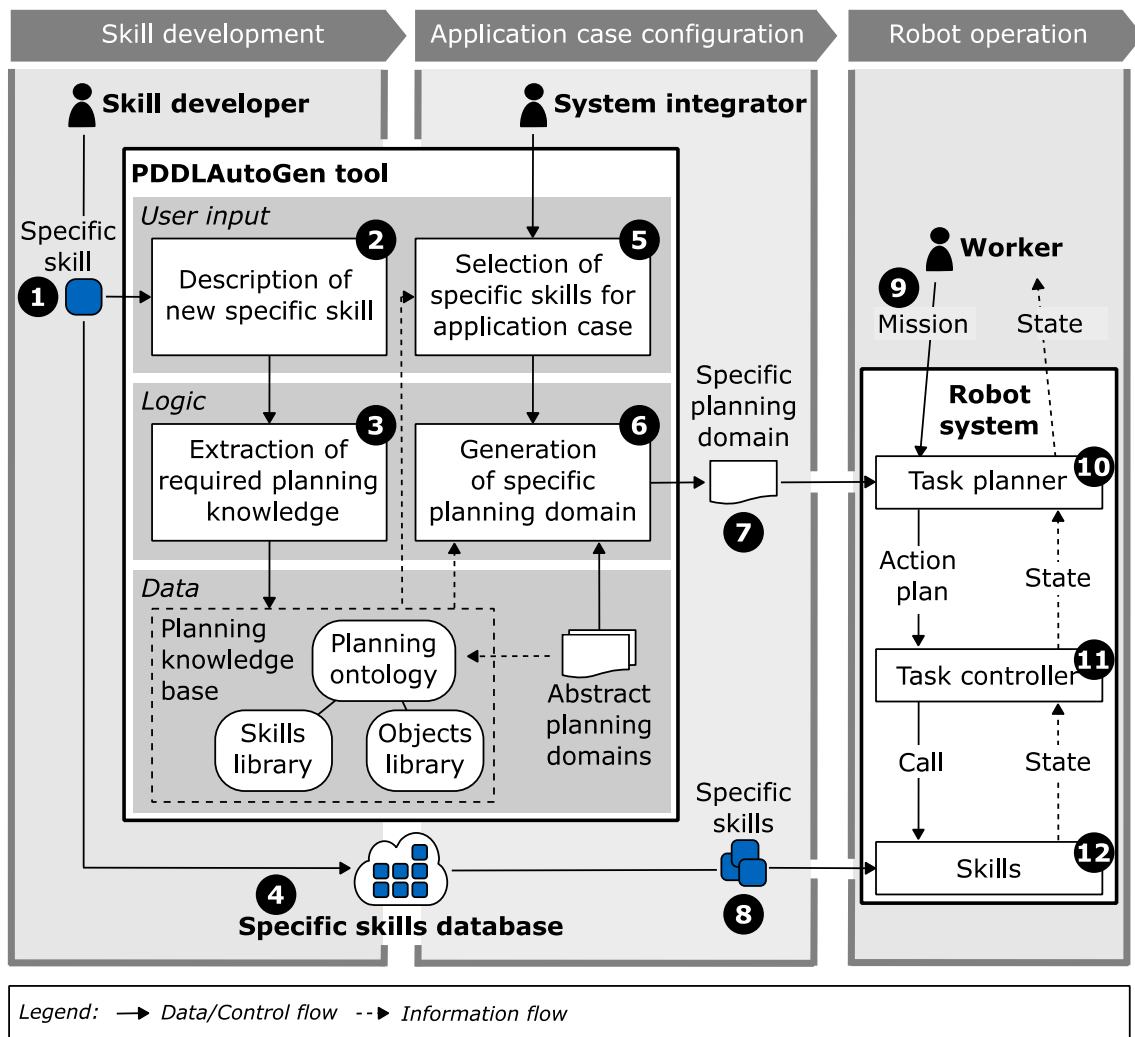 Skill development
Application case configuration
Robot operation
Skill developer
System integrator
PDDLAutoGen tool
User input
Specific
skill
1
2
Description of
new specific skill
5
Selection of
specific skills for
application case
Worker
9
Mission
State
Logic
3
Extraction of
required planning
knowledge
6
Generation
of specific
planning domain
Specific
planning
domain
7
Robot
system
Task planner
10
Action
plan
State
Data
Planning
knowledge
base
Planning
ontology
Skills
library
Objects
library
Abstract
planning
domains
Task controller
11
Call
State
Specific
skills
8
Skills
12
4
Specific skills database
Legend: Data/Control flow Information flow